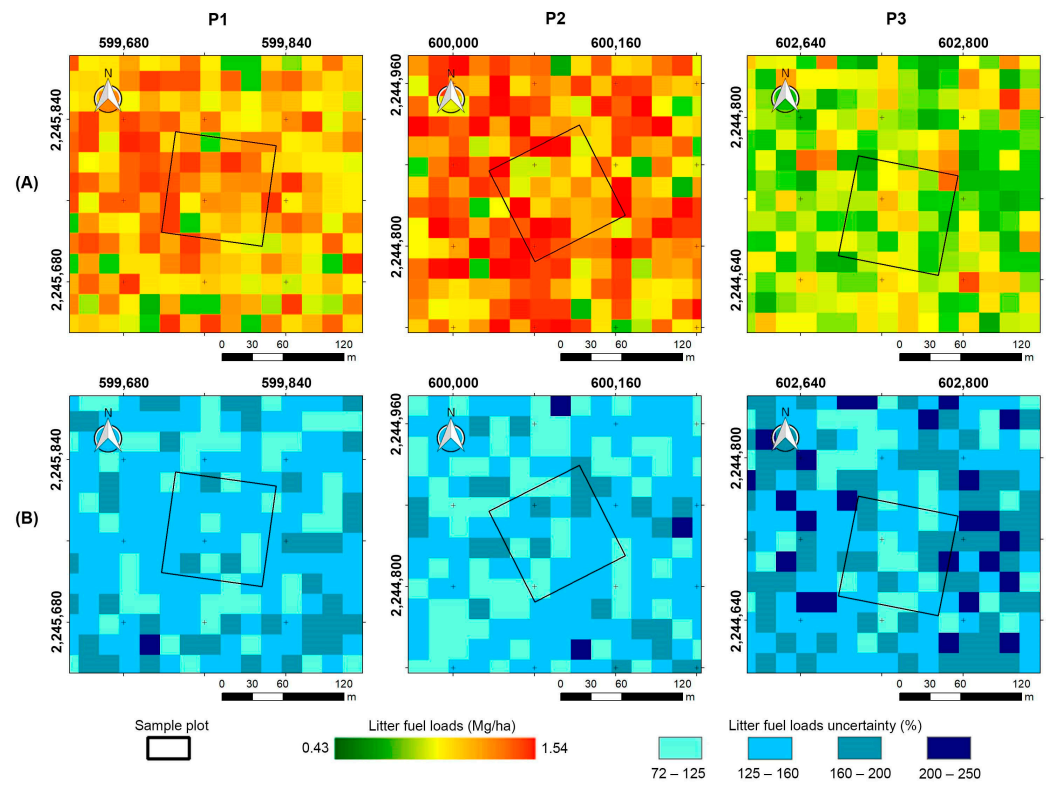 P1 P2 P3
599,680 599,840 600,000 600,160 602,640 602,800
(A)
N N N
2,245,840 2,245,680
2,244,960 2,244,800
2,244,800 2,244,640
0 30 60 120 m
0 30 60 120 m
0 30 60 120 m
599,680 599,840 600,000 600,160 602,640 602,800
(B)
N N N
2,245,840 2,245,680
2,244,960 2,244,800
2,244,800 2,244,640
0 30 60 120 m
0 30 60 120 m
0 30 60 120 m
Sample plot
Litter fuel loads (Mg/ha)
0.43 1.54
Litter fuel loads uncertainty (%)
72 – 125 125 – 160 160 – 200 200 – 250